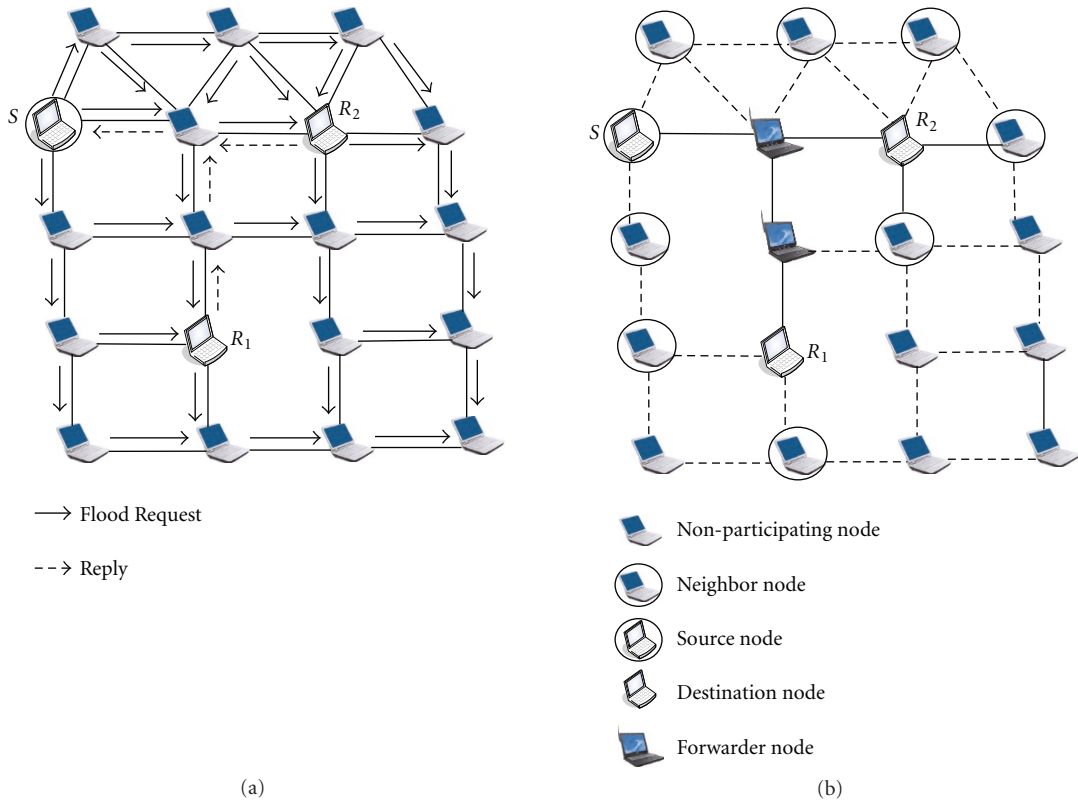 S
R2
R1
Flood Request
Reply
(a)
S
R2
R1
Non-participating node
Neighbor node
Source node
Destination node
Forwarder node
(b)